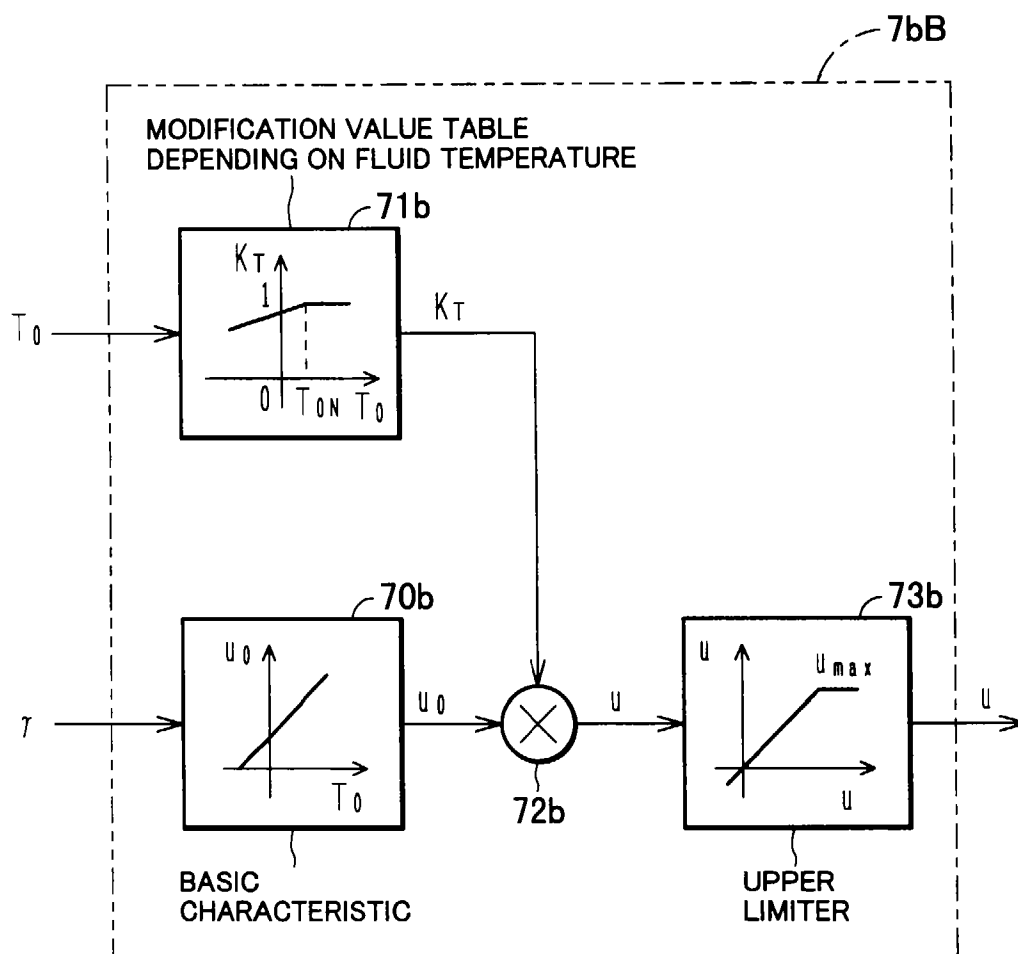 7bB
MODIFICATION VALUE TABLE
DEPENDING ON FLUID TEMPERATURE
71b
KT
1
0 TON T0
T0
KT
70b
u0
T0
γ
u0
72b
u
73b
u
umax
u
u
BASIC
CHARACTERISTIC
UPPER
LIMITER